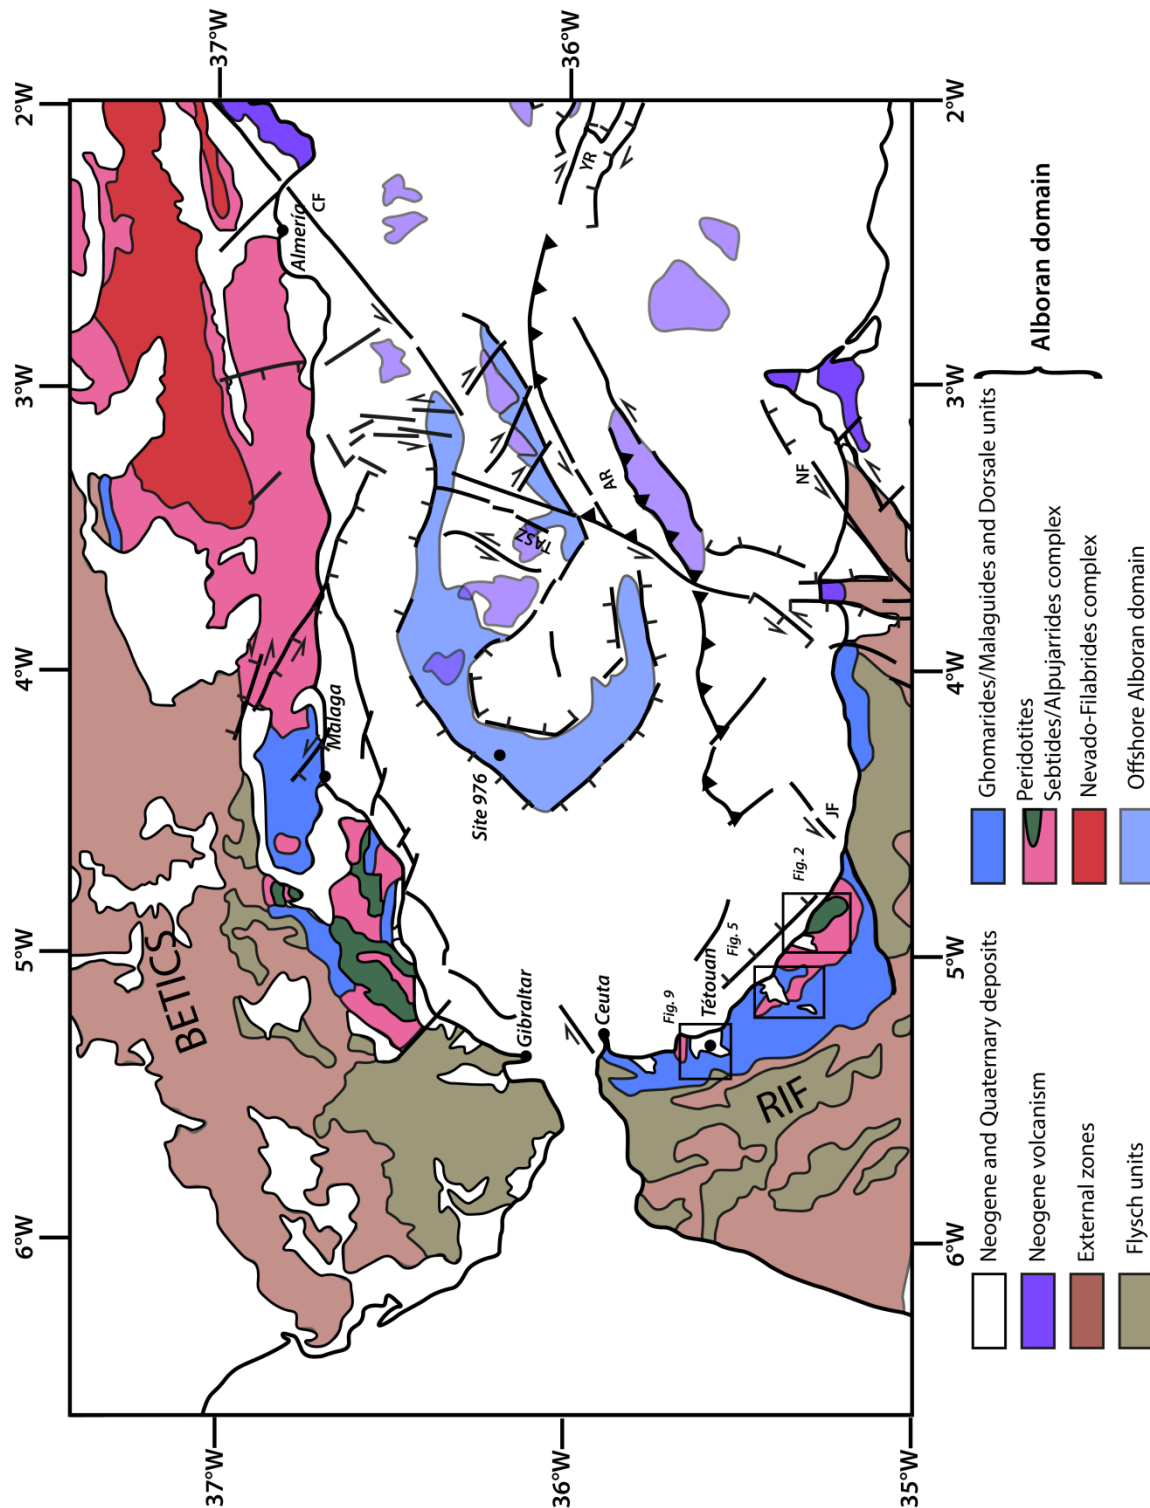 6°W
5°W
4°W
3°W
2°W
37°W
37°W
BETICS
Malaga
Almería
CF
Site 976
TASZ
AR
YR
36°W
36°W
Gibraltar
Ceuta
Fig. 9
Tétouan
Fig. 5
Fig. 2
JF
NF
RIF
35°W
6°W
5°W
4°W
3°W
2°W
Neogene and Quaternary deposits
Neogene volcanism
External zones
Flysch units
Ghomarides/Malaguides and Dorsale units
Peridotites
Sebtides/Alpujarrides complex
Nevado-Filabrides complex
Offshore Alboran domain
Alboran domain